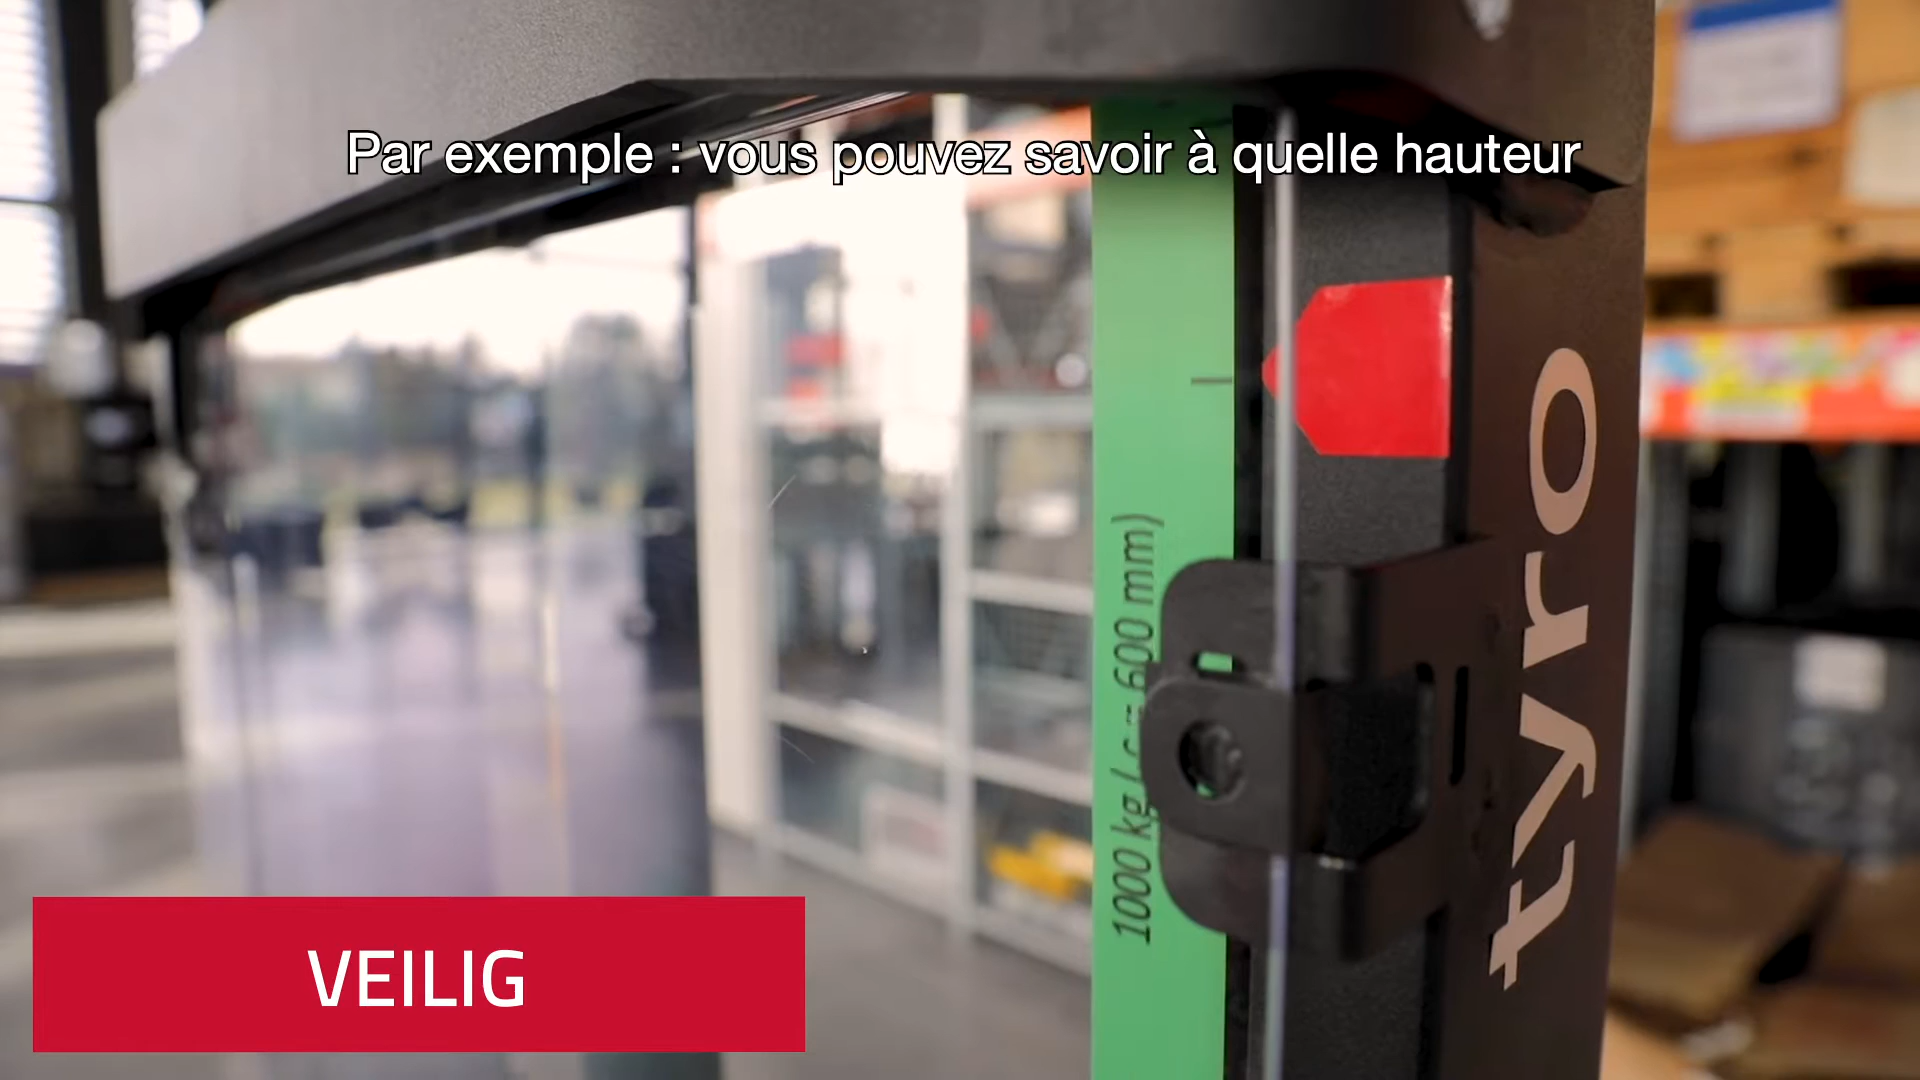 Par exemple : vous pouvez savoir à quelle hauteur
1000 kg (c = 600 mm)
tyro
VEILIG